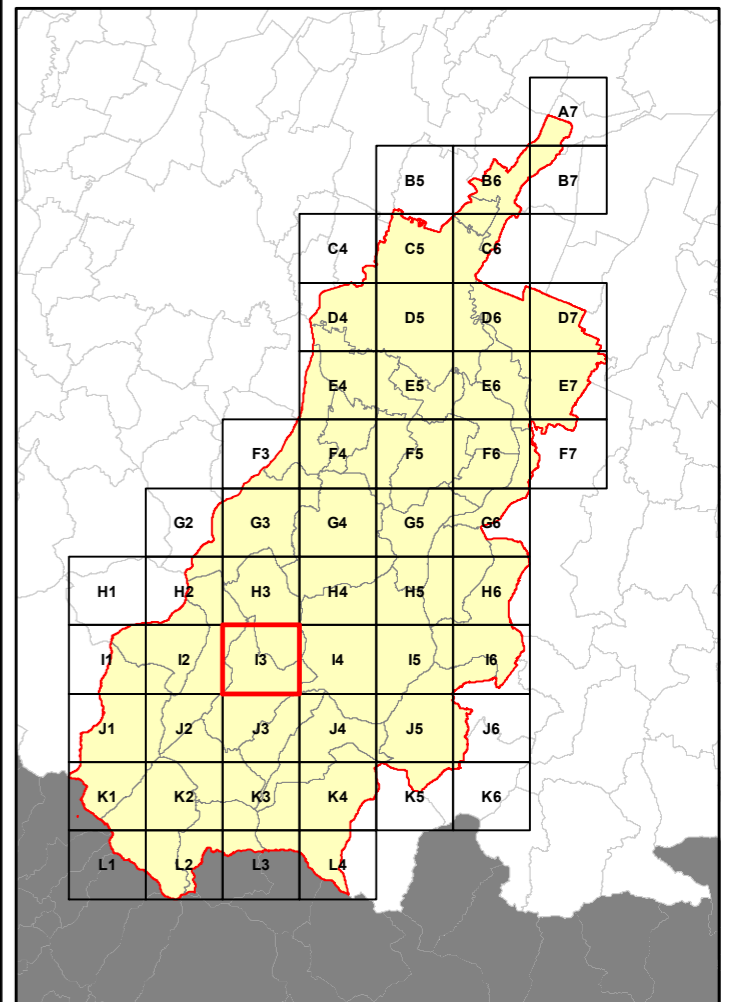 A7
B5 B6 B7
C4 C5 C6
D4 D5 D6 D7
E4 E5 E6 E7
F3 F4 F5 F6 F7
G2 G3 G4 G5 G6
H1 H2 H3 H4 H5 H6
I1 I2 I3 I4 I5 I6
J1 J2 J3 J4 J5 J6
K1 K2 K3 K4 K5 K6
L1 L2 L3 L4